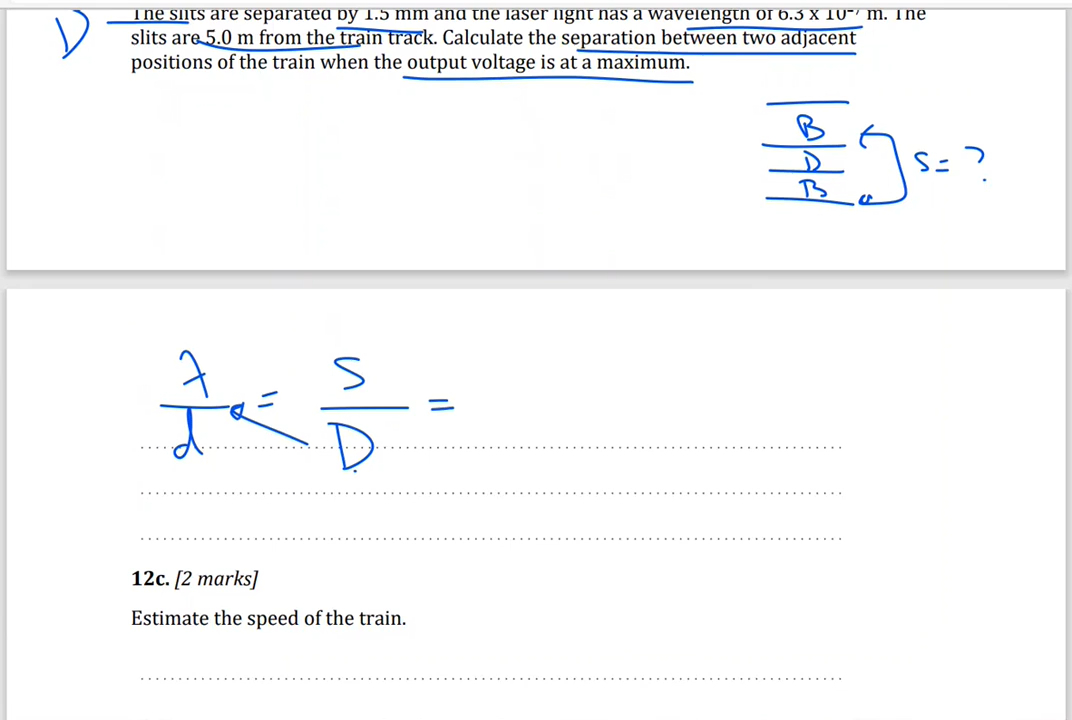 The slits are separated by 1.5 mm and the laser light has a wavelength of 6.3 x 10⁻⁷ m. The
D
slits are 5.0 m from the train track. Calculate the separation between two adjacent
positions of the train when the output voltage is at a maximum.
B
D
B
S = ?
λ/d = S/D =
12c. [2 marks]
Estimate the speed of the train.